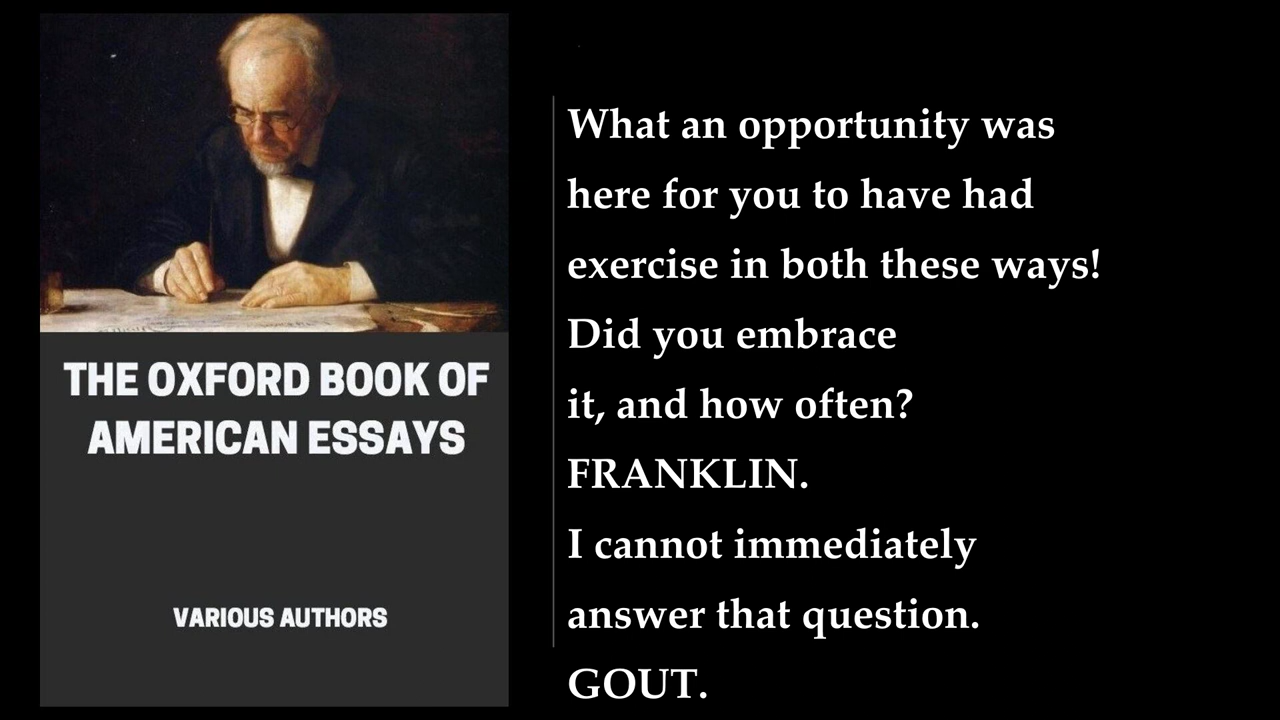 THE OXFORD BOOK OF
AMERICAN ESSAYS
VARIOUS AUTHORS
What an opportunity was
here for you to have had
exercise in both these ways!
Did you embrace
it, and how often?
FRANKLIN.
I cannot immediately
answer that question.
GOUT.